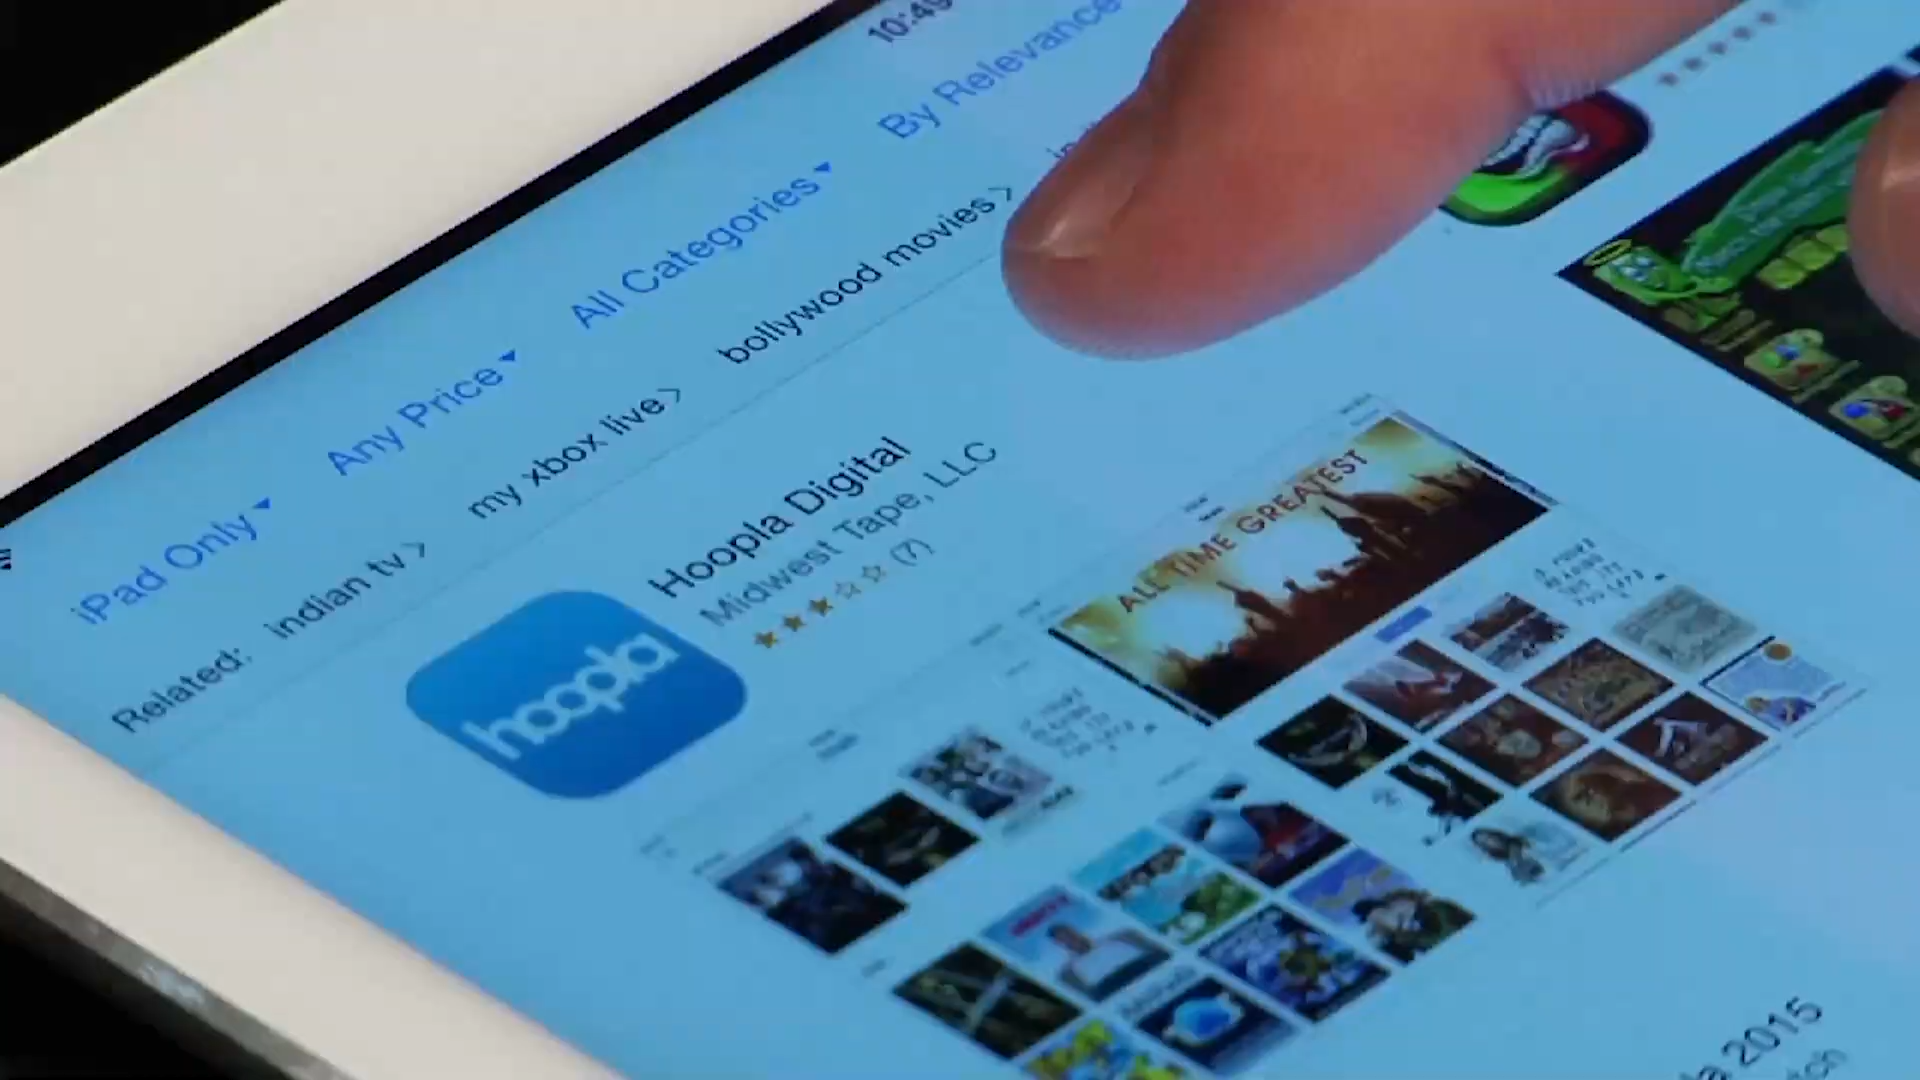 10:49
iPad Only ▾ Any Price ▾ All Categories ▾ By Relevance
Related: indian tv > my xbox live > bollywood movies >
Hoopla Digital
Midwest Tape, LLC
★★★☆☆ (7)
hoopla
ALL TIME GREATEST
2015